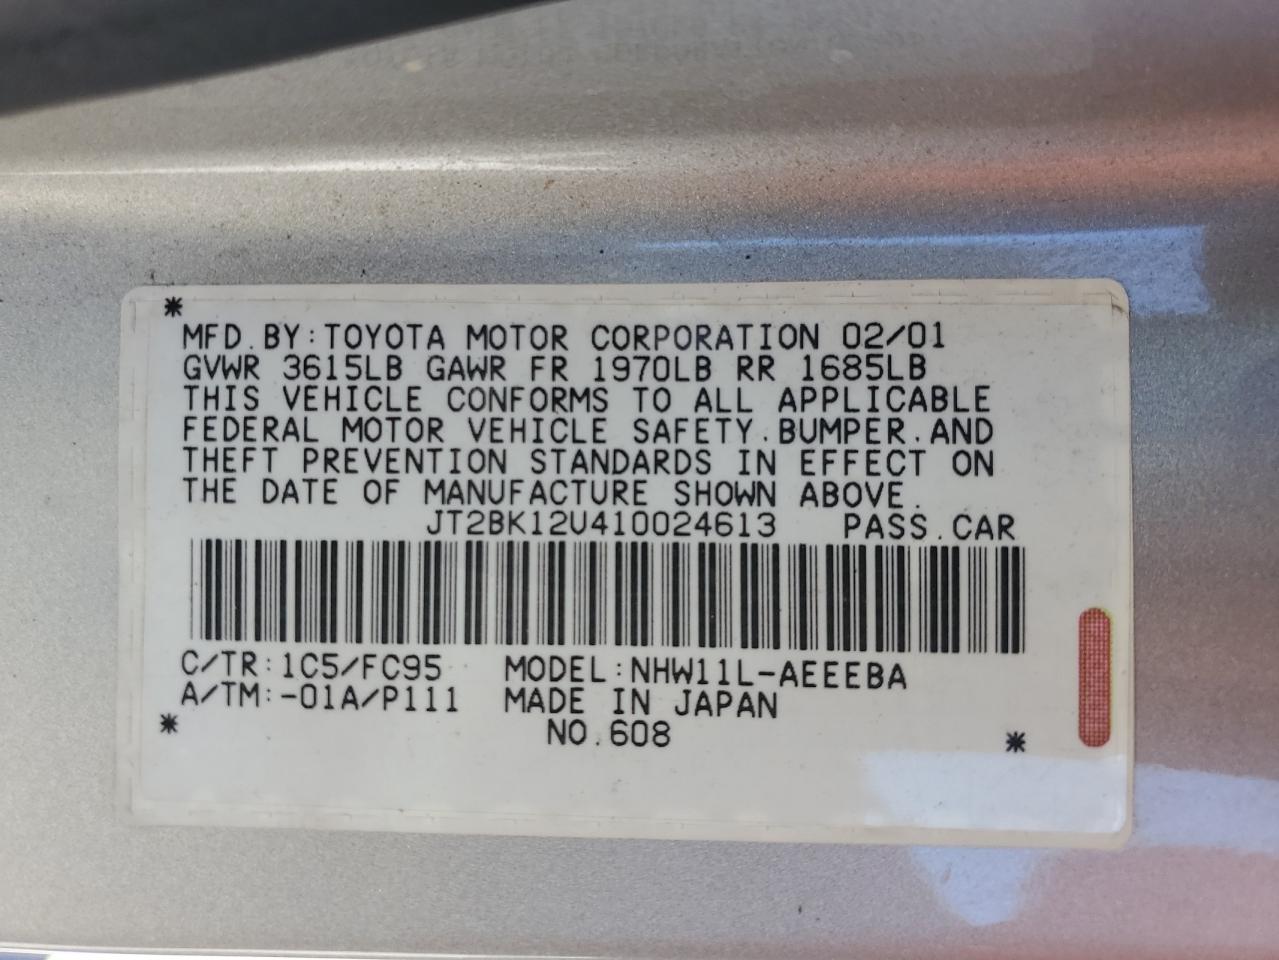 *
MFD.BY:TOYOTA MOTOR CORPORATION 02/01
GVWR 3615LB GAWR FR 1970LB RR 1685LB
THIS VEHICLE CONFORMS TO ALL APPLICABLE
FEDERAL MOTOR VEHICLE SAFETY.BUMPER.AND
THEFT PREVENTION STANDARDS IN EFFECT ON
THE DATE OF MANUFACTURE SHOWN ABOVE.
JT2BK12U410024613 PASS.CAR
C/TR:1C5/FC95 MODEL:NHW11L-AEEEBA
A/TM:-01A/P111 MADE IN JAPAN
* NO.608 *